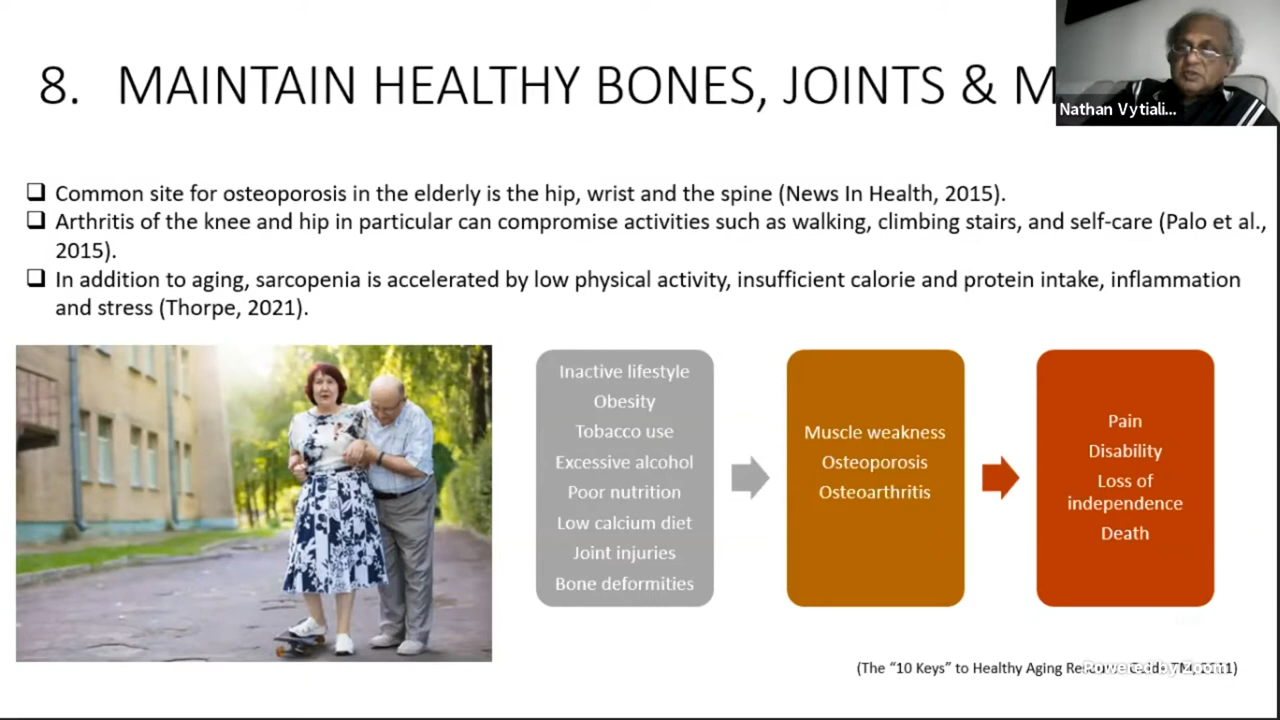 8. MAINTAIN HEALTHY BONES, JOINTS & M
Nathan Vytiali...
Common site for osteoporosis in the elderly is the hip, wrist and the spine (News In Health, 2015).
Arthritis of the knee and hip in particular can compromise activities such as walking, climbing stairs, and self-care (Palo et al.,
2015).
In addition to aging, sarcopenia is accelerated by low physical activity, insufficient calorie and protein intake, inflammation
and stress (Thorpe, 2021).
Inactive lifestyle
Obesity
Tobacco use
Excessive alcohol
Poor nutrition
Low calcium diet
Joint injuries
Bone deformities
Muscle weakness
Osteoporosis
Osteoarthritis
Pain
Disability
Loss of
independence
Death
(The “10 Keys” to Healthy Aging
Powered by Zoom